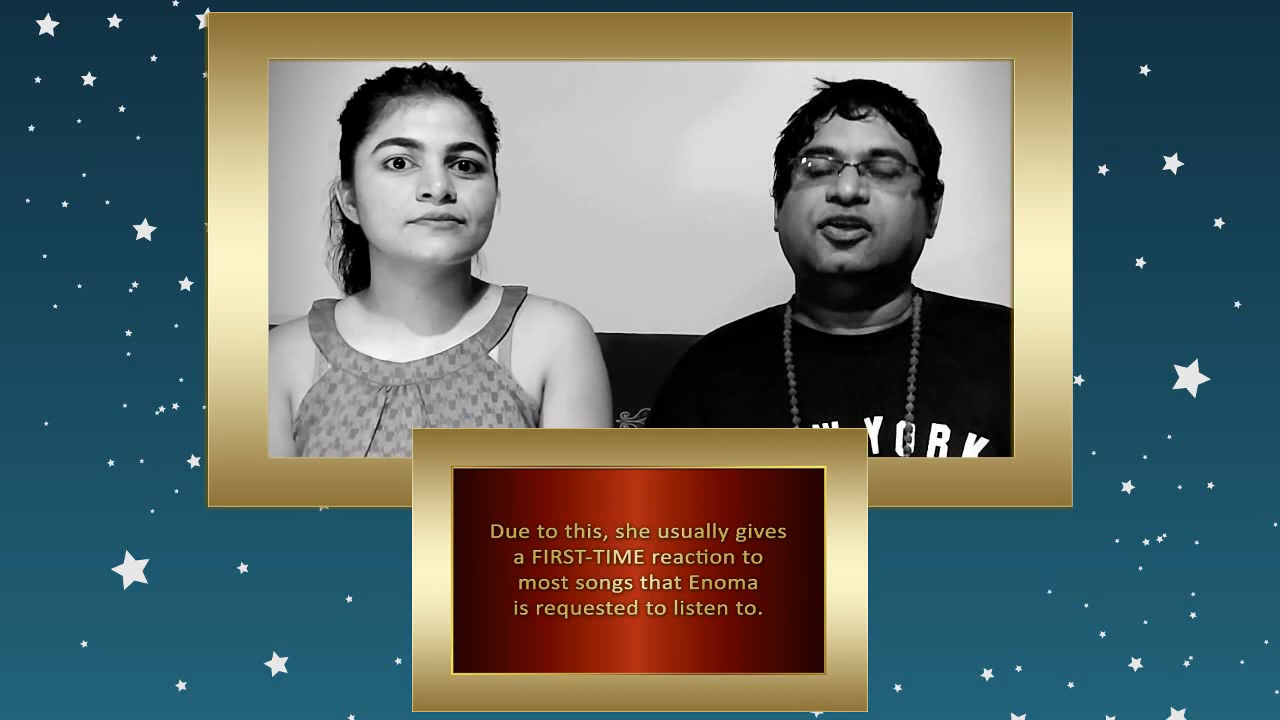 W YORK
Due to this, she usually gives
a FIRST-TIME reaction to
most songs that Enoma
is requested to listen to.